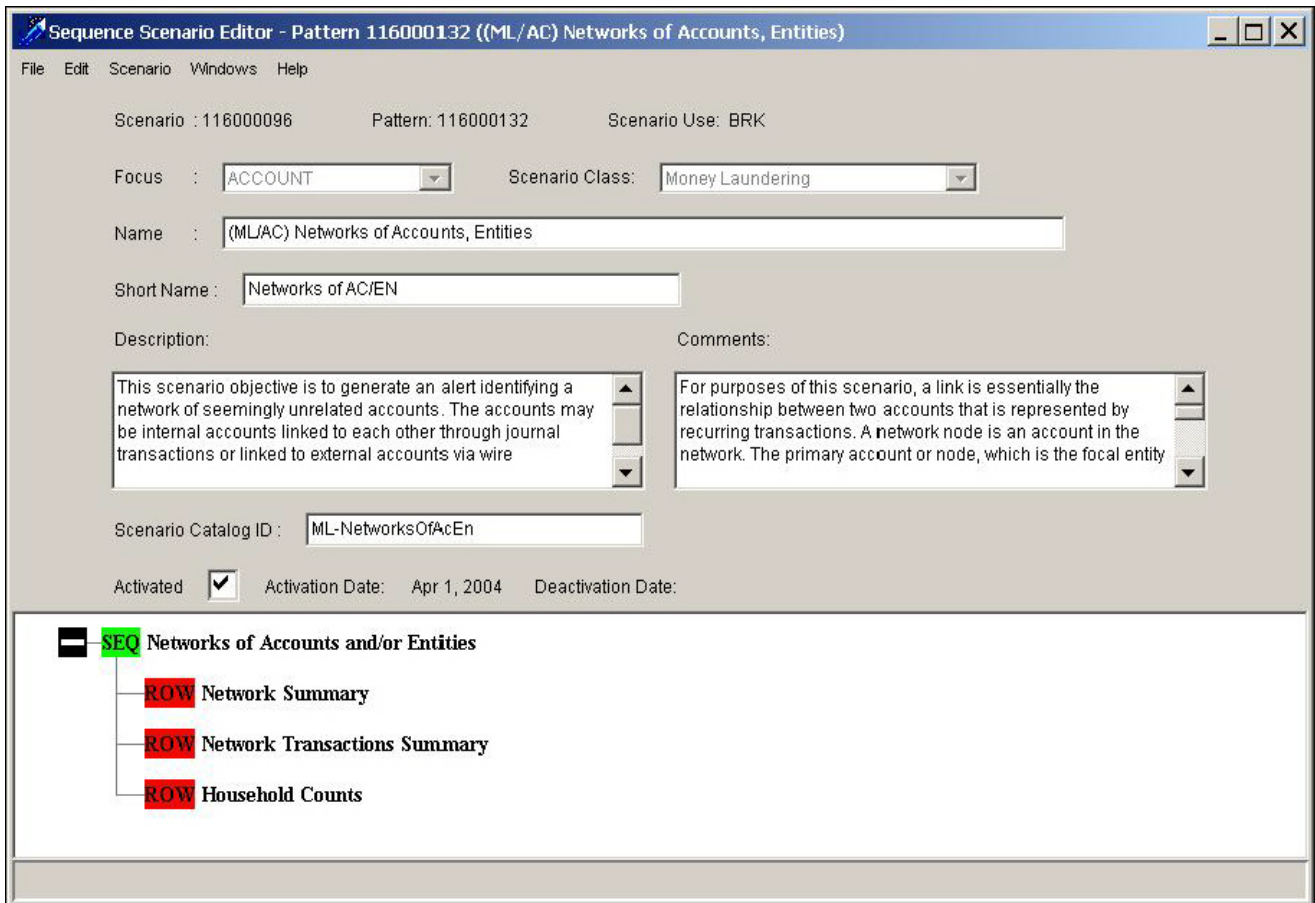 Sequence Scenario Editor - Pattern 116000132 ((ML/AC) Networks of Accounts, Entities)
File Edit Scenario Windows Help
Scenario : 116000096 Pattern: 116000132 Scenario Use: BRK
Focus : ACCOUNT Scenario Class: Money Laundering
Name : (ML/AC) Networks of Accounts, Entities
Short Name : Networks of AC/EN
Description:
This scenario objective is to generate an alert identifying a
network of seemingly unrelated accounts. The accounts may
be internal accounts linked to each other through journal
transactions or linked to external accounts via wire
Comments:
For purposes of this scenario, a link is essentially the
relationship between two accounts that is represented by
recurring transactions. A network node is an account in the
network. The primary account or node, which is the focal entity
Scenario Catalog ID : ML-NetworksOfAcEn
Activated Activation Date: Apr 1, 2004 Deactivation Date:
SEQ Networks of Accounts and/or Entities
ROW Network Summary
ROW Network Transactions Summary
ROW Household Counts